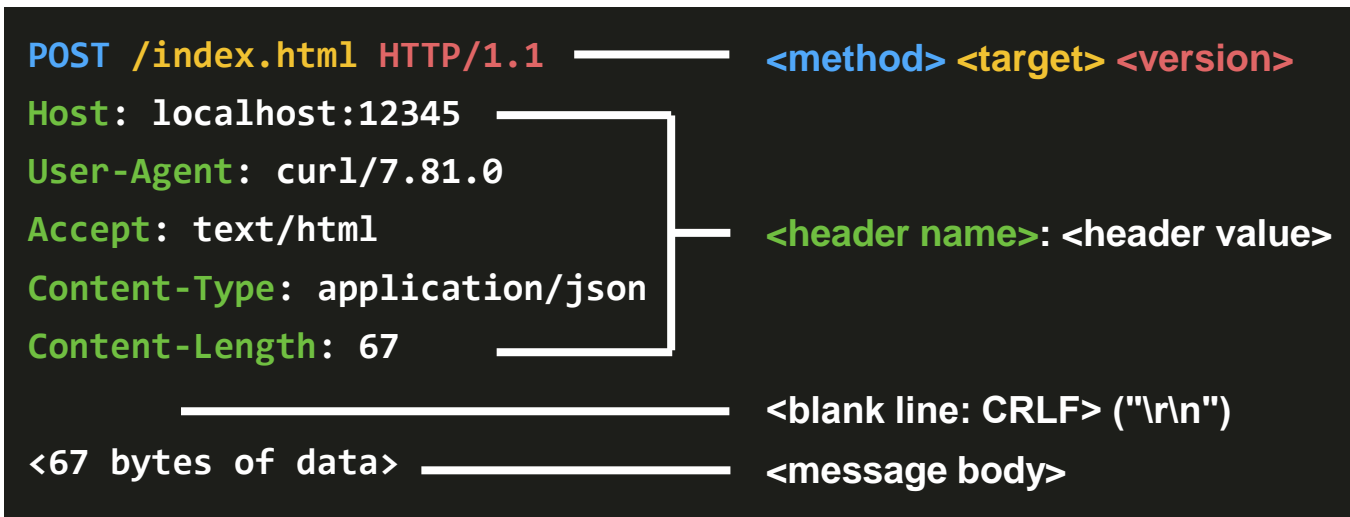 POST /index.html HTTP/1.1 <method> <target> <version>
Host: localhost:12345
User-Agent: curl/7.81.0
Accept: text/html <header name>: <header value>
Content-Type: application/json
Content-Length: 67
<blank line: CRLF> ("\r\n")
<67 bytes of data> <message body>